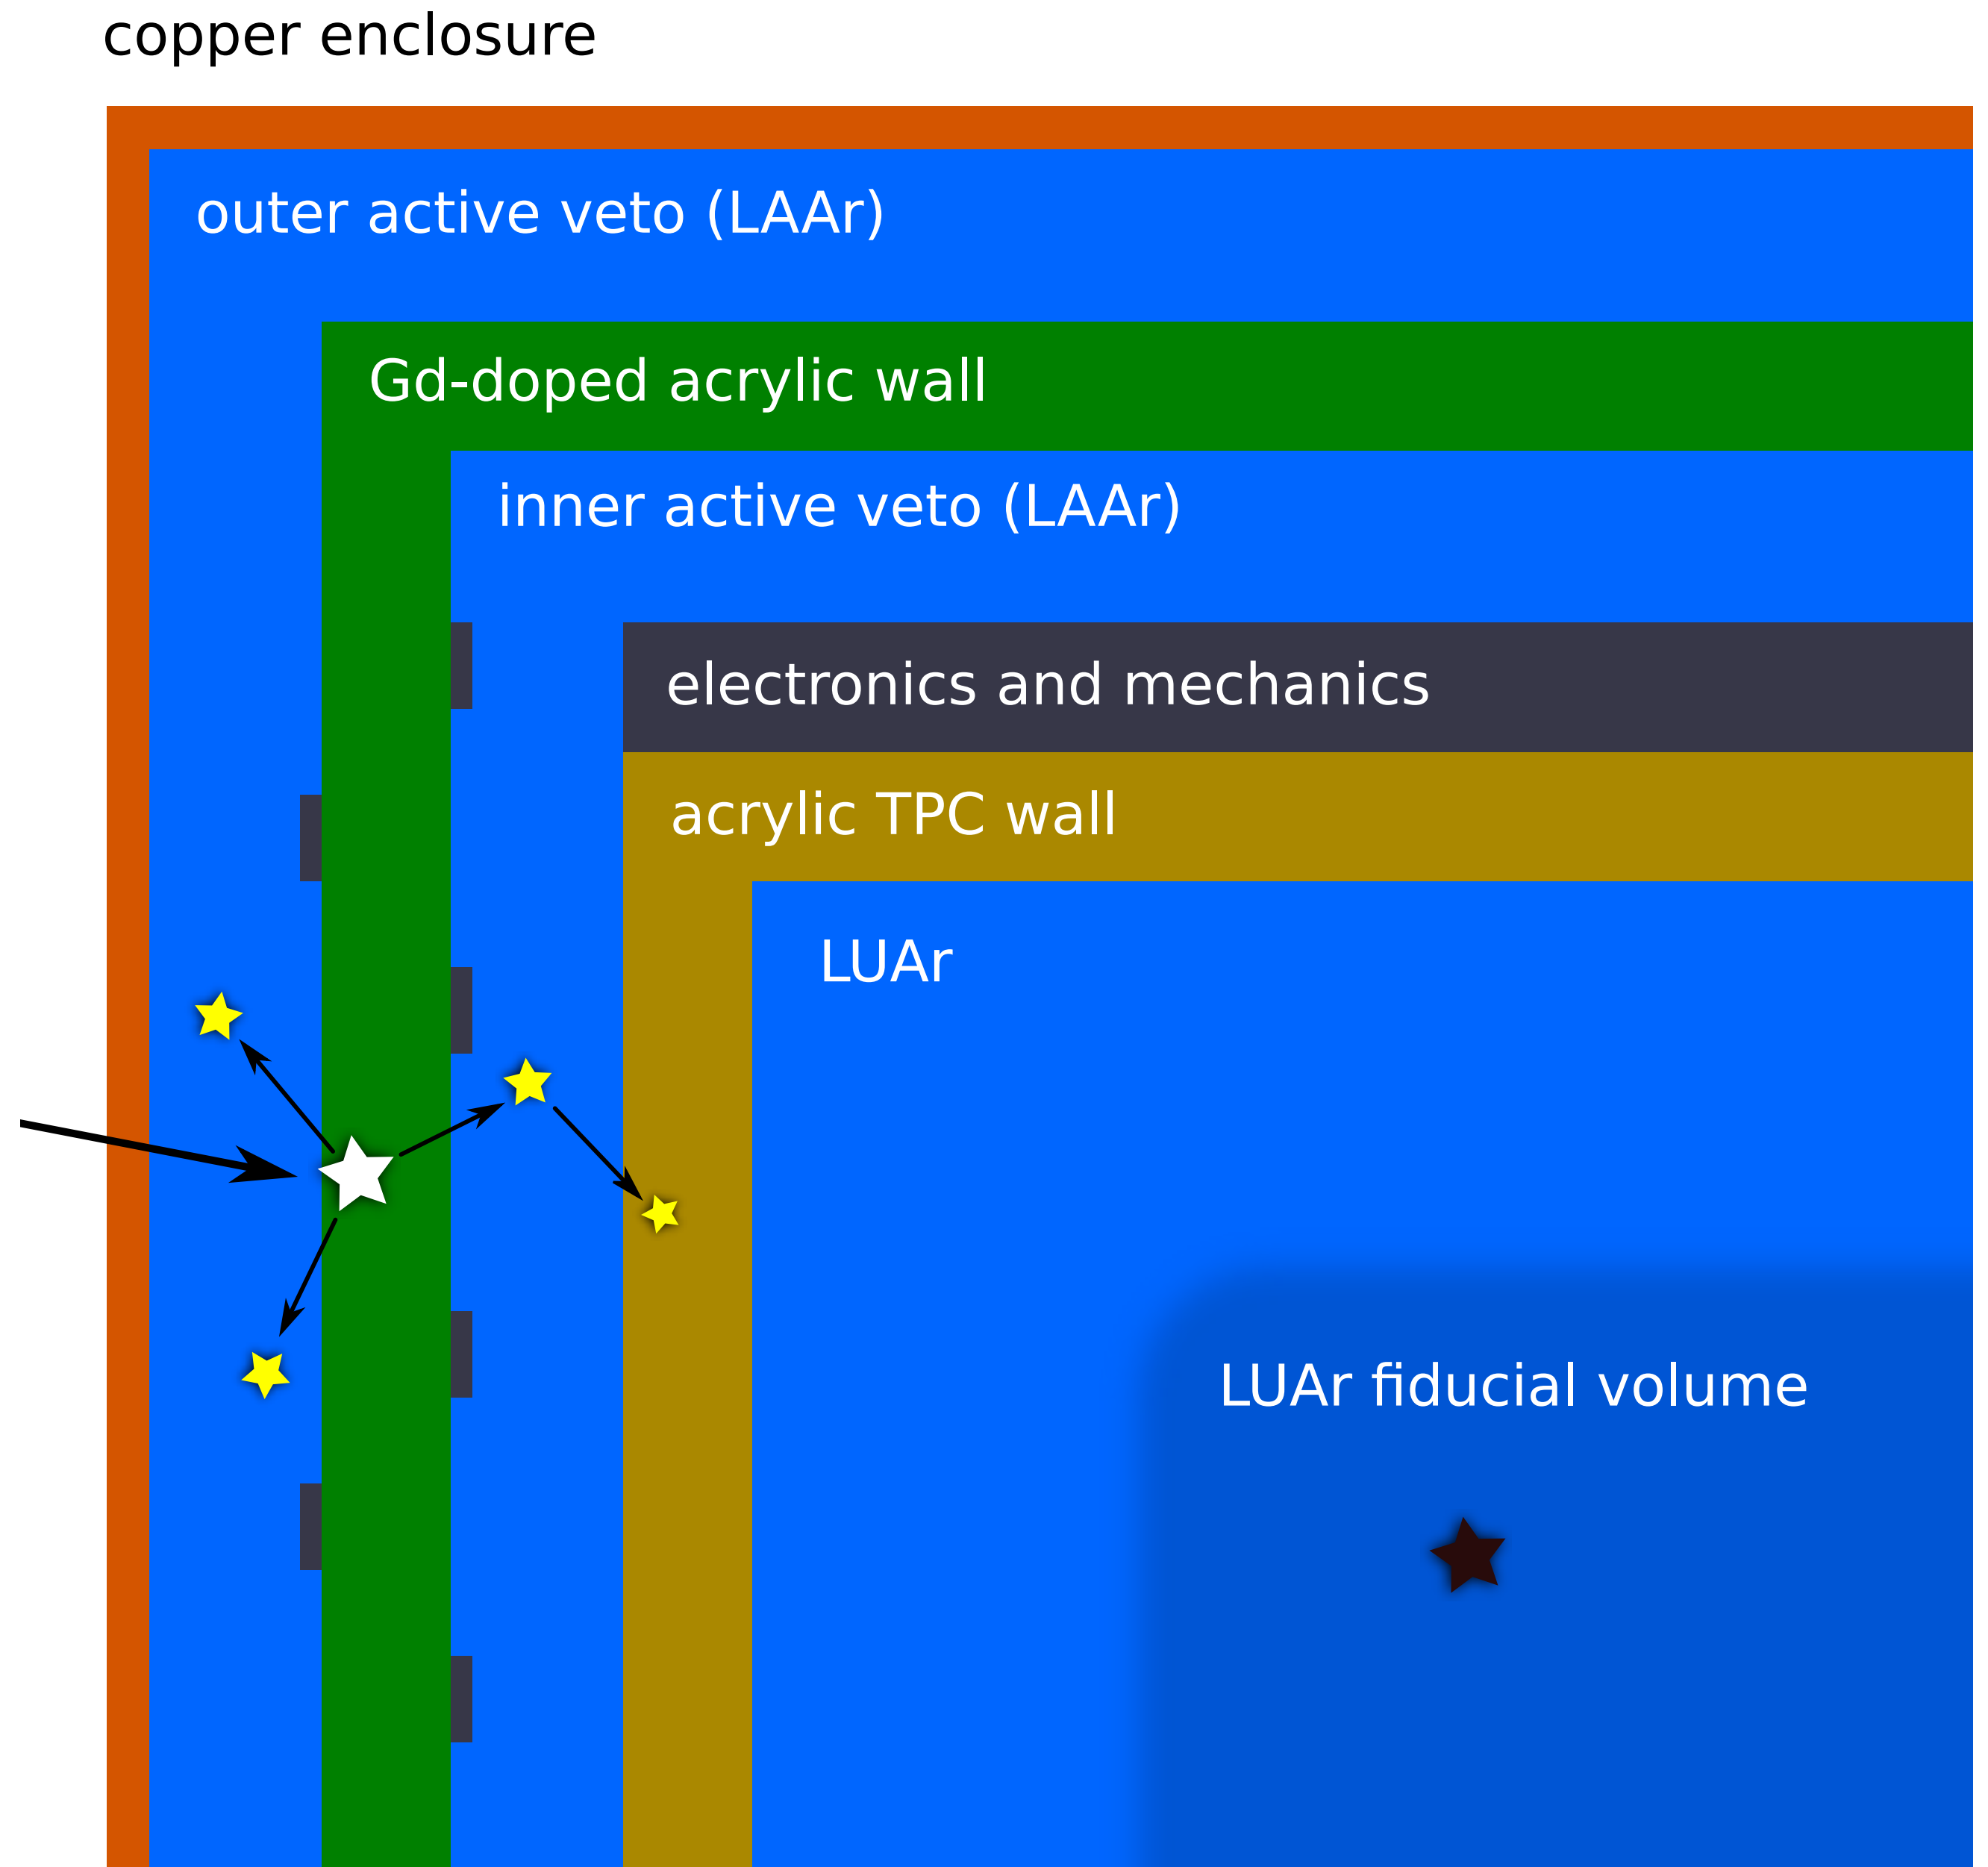 copper enclosure
outer active veto (LAAr)
Gd-doped acrylic wall
inner active veto (LAAr)
electronics and mechanics
acrylic TPC wall
LUAr
LUAr fiducial volume